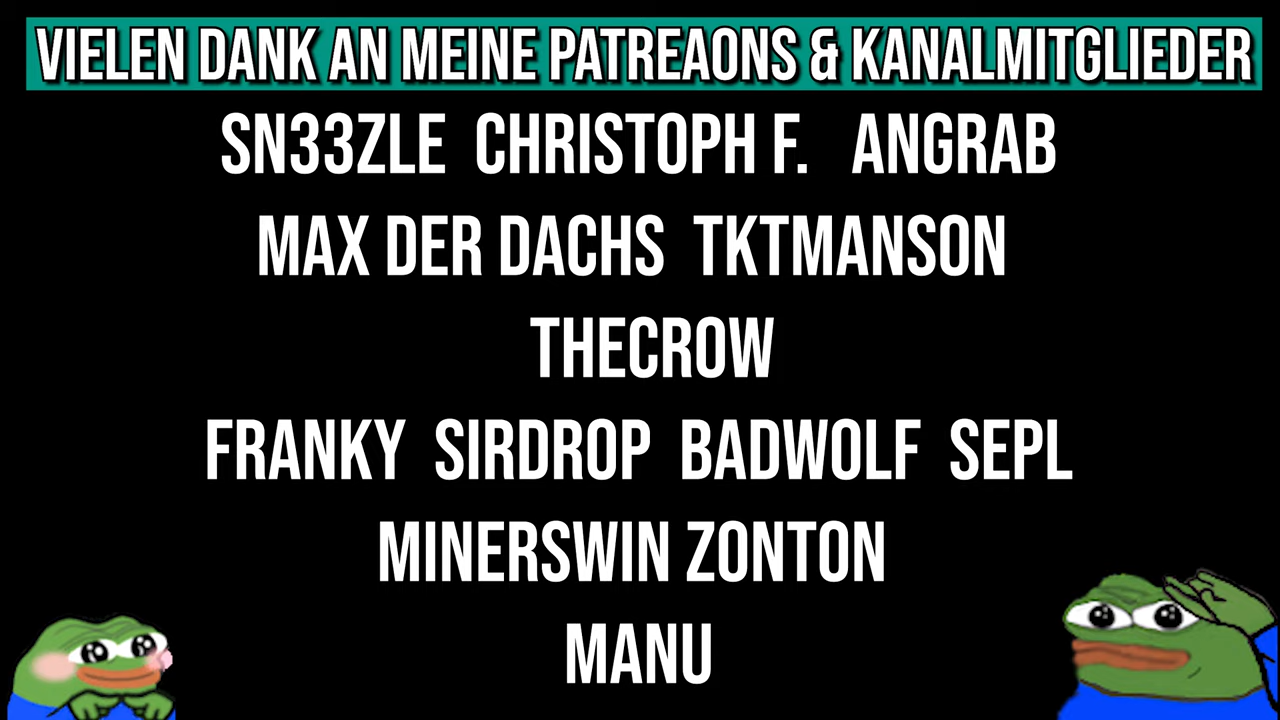 VIELEN DANK AN MEINE PATREAONS & KANALMITGLIEDER
SN33ZLE CHRISTOPH F. ANGRAB
MAX DER DACHS TKTMANSON
THECROW
FRANKY SIRDROP BADWOLF SEPL
MINERSWIN ZONTON
MANU